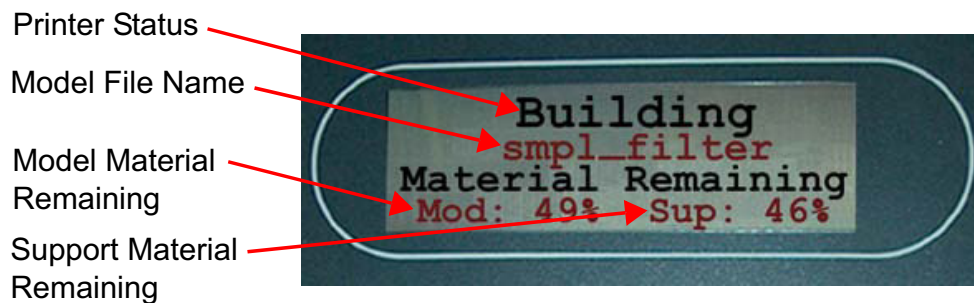 Printer Status
Model File Name
Model Material
Remaining
Support Material
Remaining
Building
smpl_filter
Material Remaining
Mod: 49% Sup: 46%